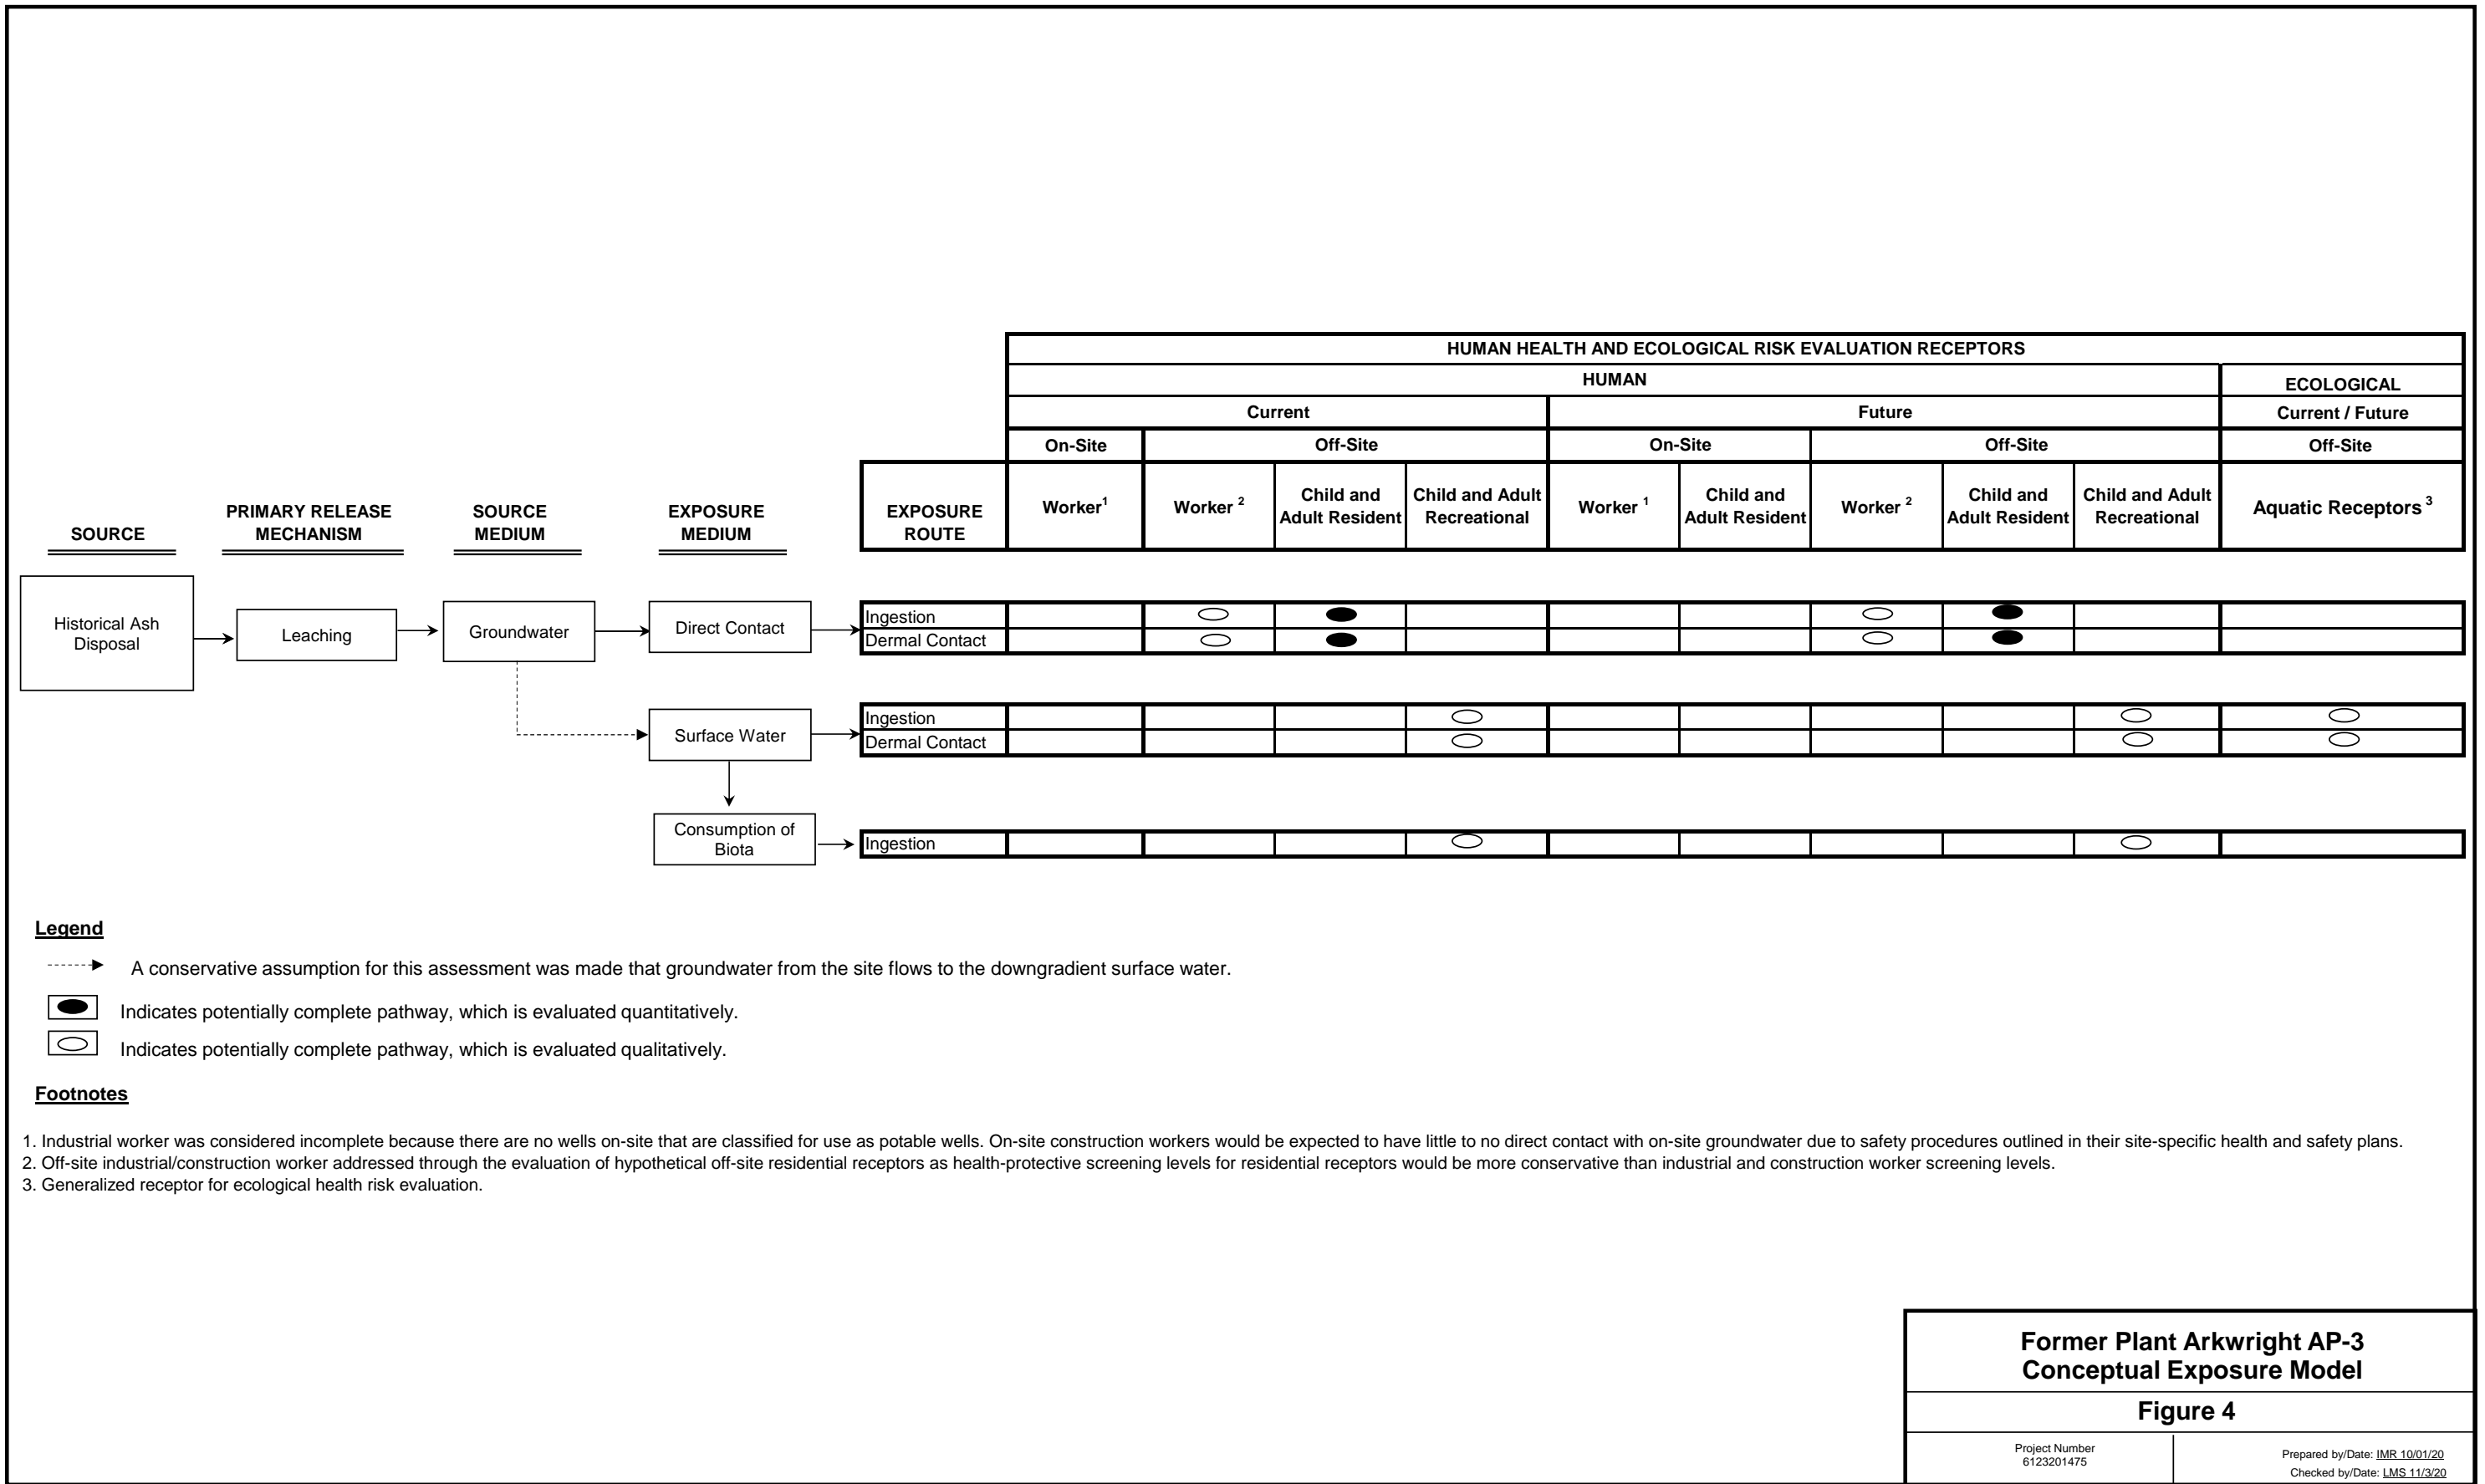 HUMAN HEALTH AND ECOLOGICAL RISK EVALUATION RECEPTORS
HUMAN
ECOLOGICAL
Current
Future
Current / Future
On-Site
Off-Site
On-Site
Off-Site
Off-Site
SOURCE
PRIMARY RELEASE
MECHANISM
SOURCE
MEDIUM
EXPOSURE
MEDIUM
EXPOSURE
ROUTE
Worker1
Worker 2
Child and
Adult Resident
Child and Adult
Recreational
Worker 1
Child and
Adult Resident
Worker 2
Child and
Adult Resident
Child and Adult
Recreational
Aquatic Receptors 3
Historical Ash
Disposal
Leaching
Groundwater
Direct Contact
Ingestion
Dermal Contact
Surface Water
Ingestion
Dermal Contact
Consumption of
Biota
Ingestion
Legend
A conservative assumption for this assessment was made that groundwater from the site flows to the downgradient surface water.
Indicates potentially complete pathway, which is evaluated quantitatively.
Indicates potentially complete pathway, which is evaluated qualitatively.
Footnotes
1. Industrial worker was considered incomplete because there are no wells on-site that are classified for use as potable wells. On-site construction workers would be expected to have little to no direct contact with on-site groundwater due to safety procedures outlined in their site-specific health and safety plans.
2. Off-site industrial/construction worker addressed through the evaluation of hypothetical off-site residential receptors as health-protective screening levels for residential receptors would be more conservative than industrial and construction worker screening levels.
3. Generalized receptor for ecological health risk evaluation.
Former Plant Arkwright AP-3
Conceptual Exposure Model
Figure 4
Project Number
6123201475
Prepared by/Date: IMR 10/01/20
Checked by/Date: LMS 11/3/20